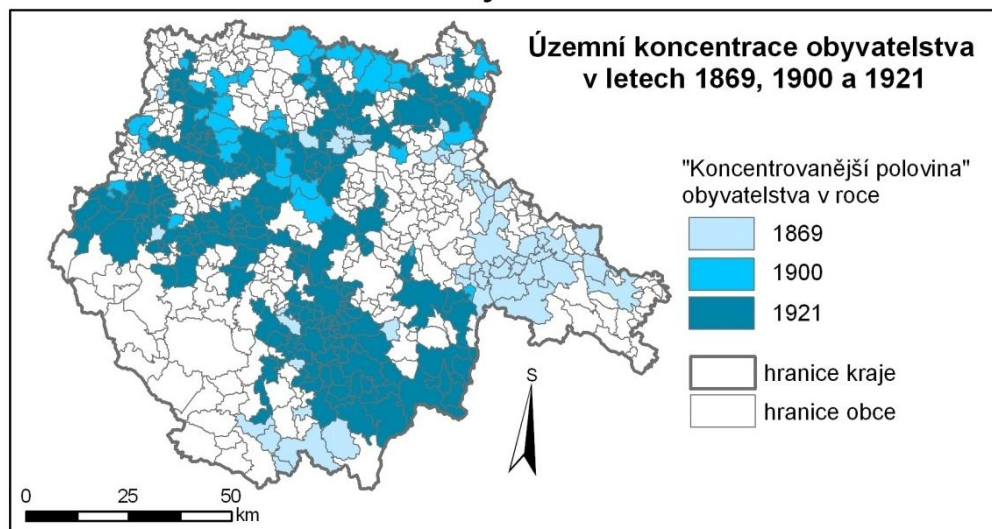 Územní koncentrace obyvatelstva
v letech 1869, 1900 a 1921
"Koncentrovanější polovina"
obyvatelstva v roce
1869
1900
1921
hranice kraje
hranice obce
S
0 25 50
km